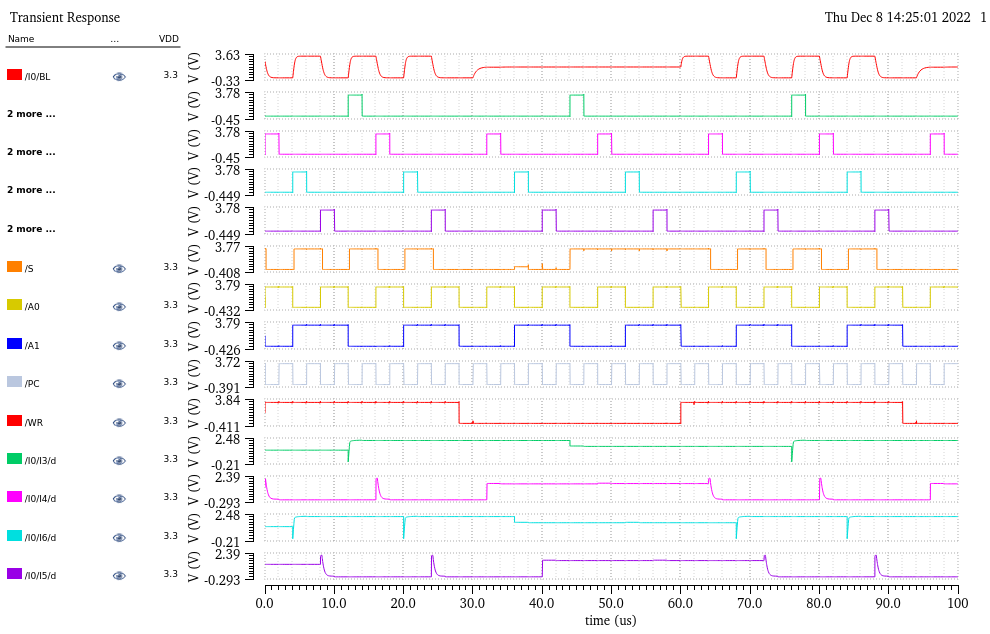 Transient Response
Thu Dec 8 14:25:01 2022 1
Name ... VDD
/I0/BL 3.3
2 more ...
2 more ...
2 more ...
2 more ...
/S 3.3
/A0 3.3
/A1 3.3
/PC 3.3
/WR 3.3
/I0/I3/d 3.3
/I0/I4/d 3.3
/I0/I6/d 3.3
/I0/I5/d 3.3
V (V) 3.63 -0.33
V (V) 3.78 -0.45
V (V) 3.78 -0.45
V (V) 3.78 -0.449
V (V) 3.78 -0.449
V (V) 3.77 -0.408
V (V) 3.79 -0.432
V (V) 3.79 -0.426
V (V) 3.72 -0.391
V (V) 3.84 -0.411
V (V) 2.48 -0.21
V (V) 2.39 -0.293
V (V) 2.48 -0.21
V (V) 2.39 -0.293
0.0 10.0 20.0 30.0 40.0 50.0 60.0 70.0 80.0 90.0 100
time (us)